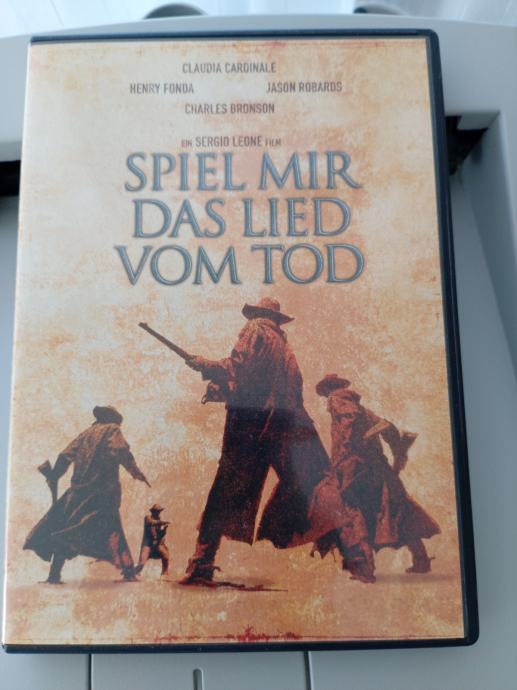 CLAUDIA CARDINALE
HENRY FONDA JASON ROBARDS
CHARLES BRONSON
EIN SERGIO LEONE FILM
SPIEL MIR
DAS LIED
VOM TOD